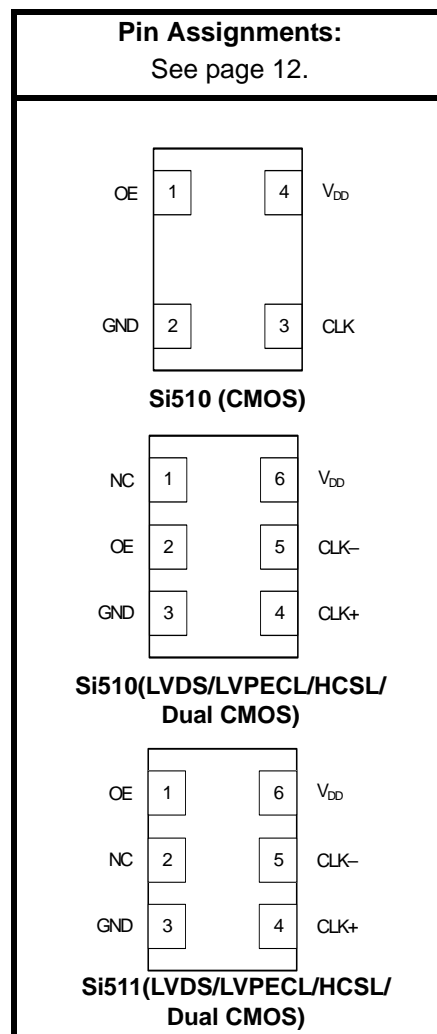 Pin Assignments:
See page 12.
OE 1 4 VDD
GND 2 3 CLK
Si510 (CMOS)
NC 1 6 VDD
OE 2 5 CLK–
GND 3 4 CLK+
Si510(LVDS/LVPECL/HCSL/
Dual CMOS)
OE 1 6 VDD
NC 2 5 CLK–
GND 3 4 CLK+
Si511(LVDS/LVPECL/HCSL/
Dual CMOS)